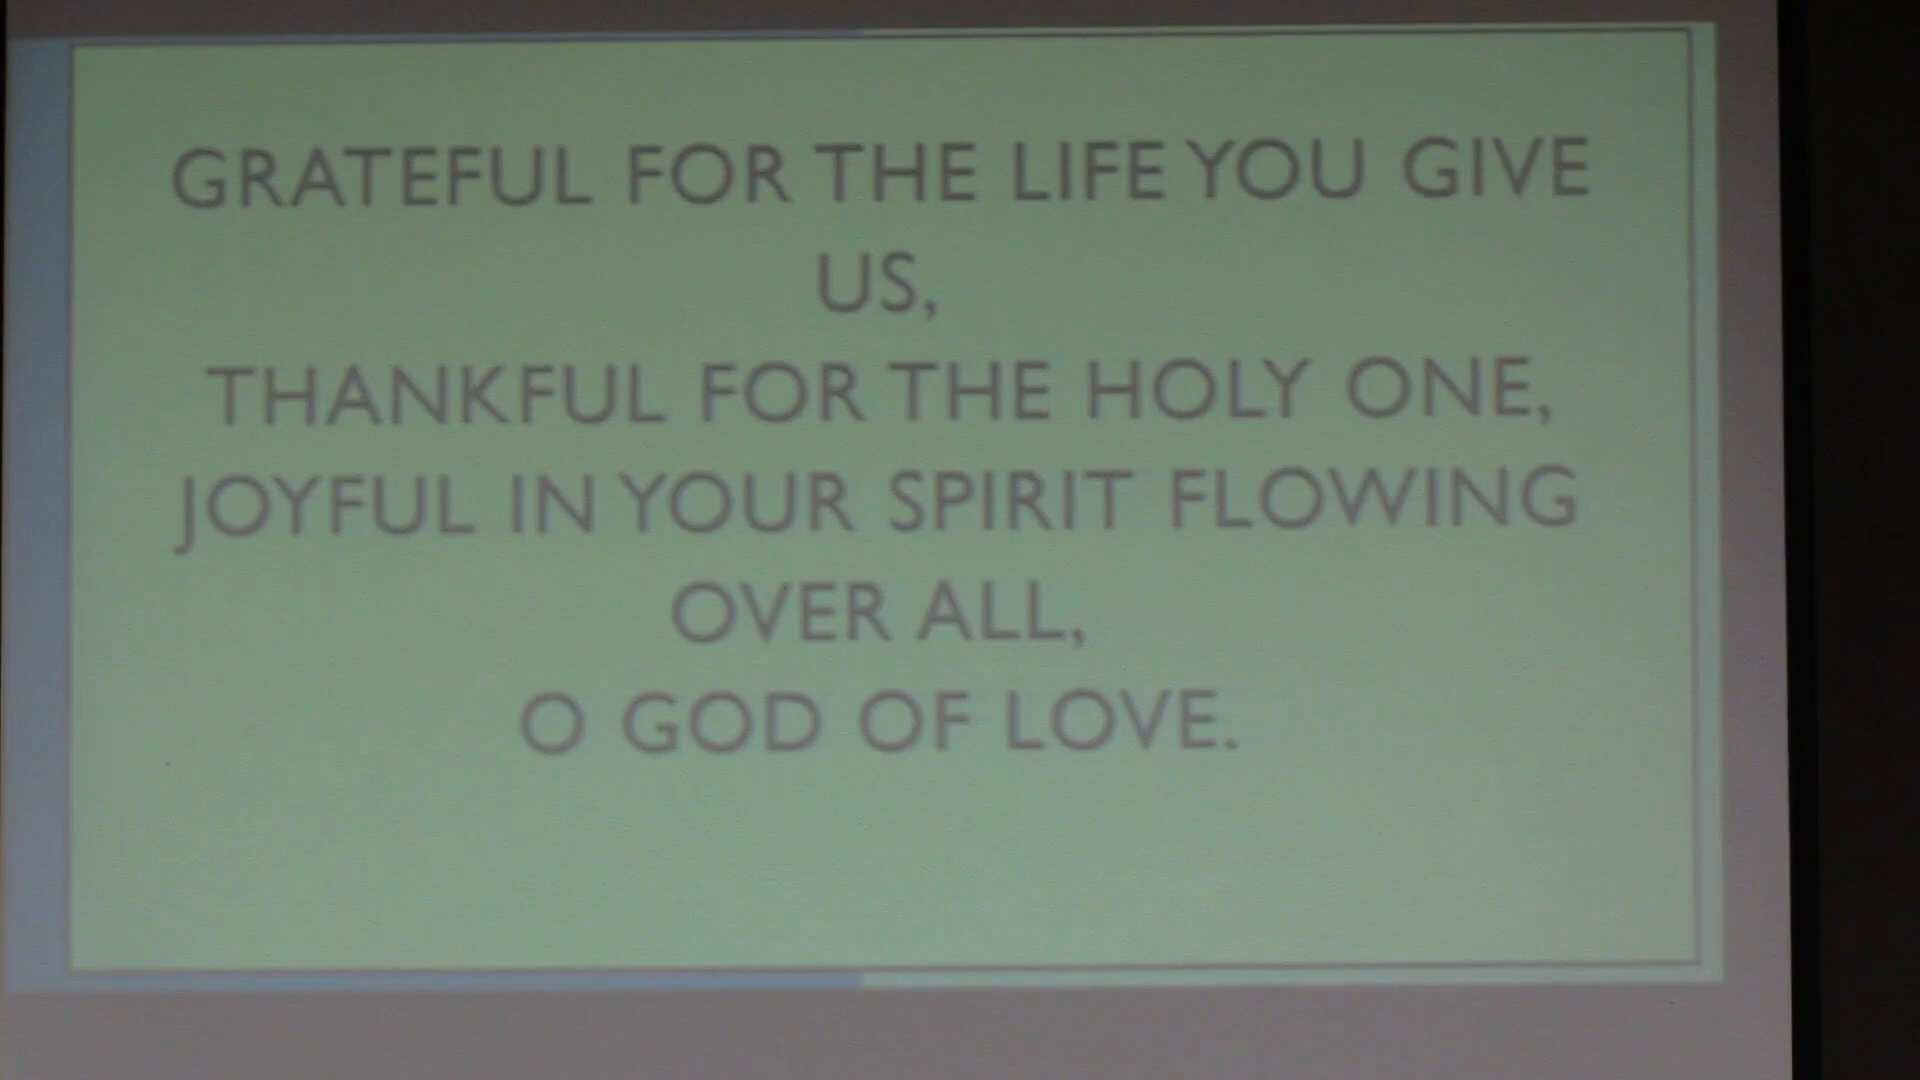 GRATEFUL FOR THE LIFE YOU GIVE
US,
THANKFUL FOR THE HOLY ONE,
JOYFUL IN YOUR SPIRIT FLOWING
OVER ALL,
O GOD OF LOVE.